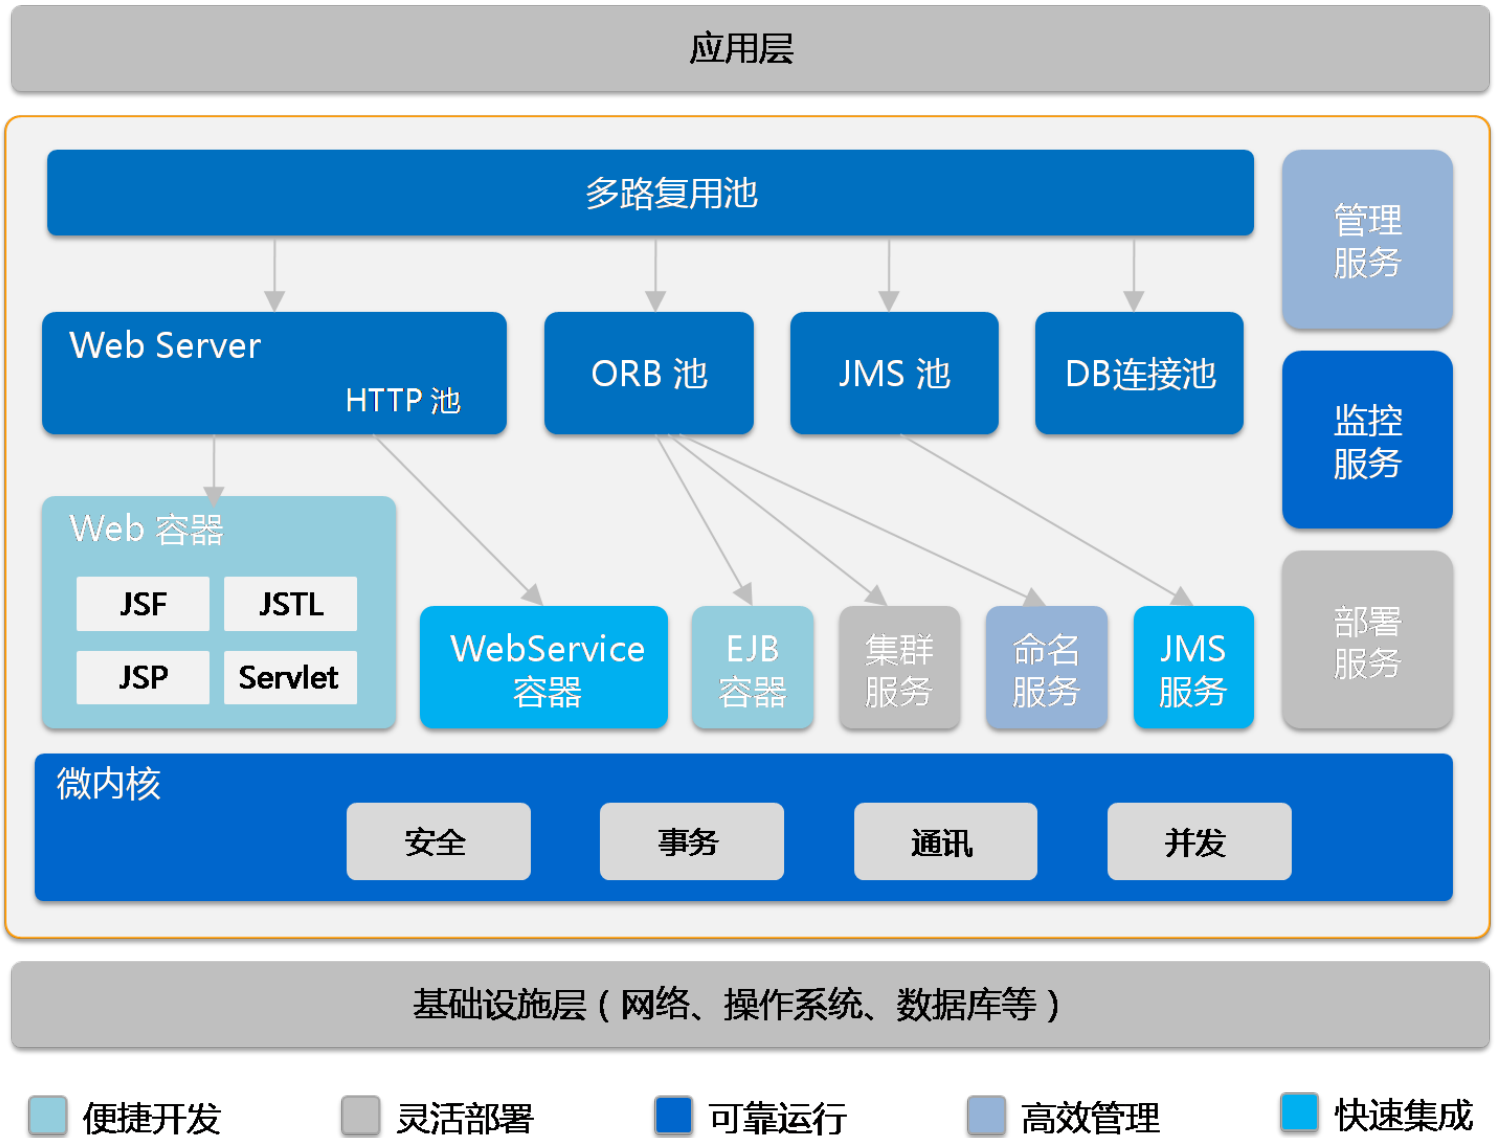 应用层
多路复用池
管理
服务
Web Server
HTTP 池
ORB 池
JMS 池
DB连接池
监控
服务
Web 容器
JSF
JSTL
JSP
Servlet
WebService
容器
EJB
容器
集群
服务
命名
服务
JMS
服务
部署
服务
微内核
安全
事务
通讯
并发
基础设施层（网络、操作系统、数据库等）
便捷开发
灵活部署
可靠运行
高效管理
快速集成